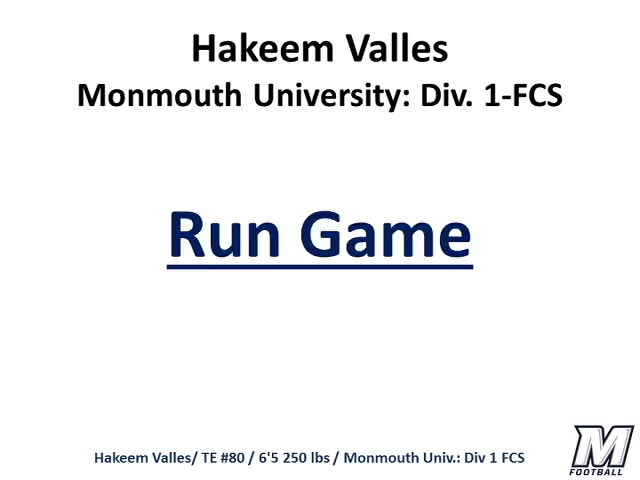 Hakeem Valles
Monmouth University: Div. 1-FCS
Run Game
Hakeem Valles/ TE #80 / 6'5 250 lbs / Monmouth Univ.: Div 1 FCS
M
FOOTBALL